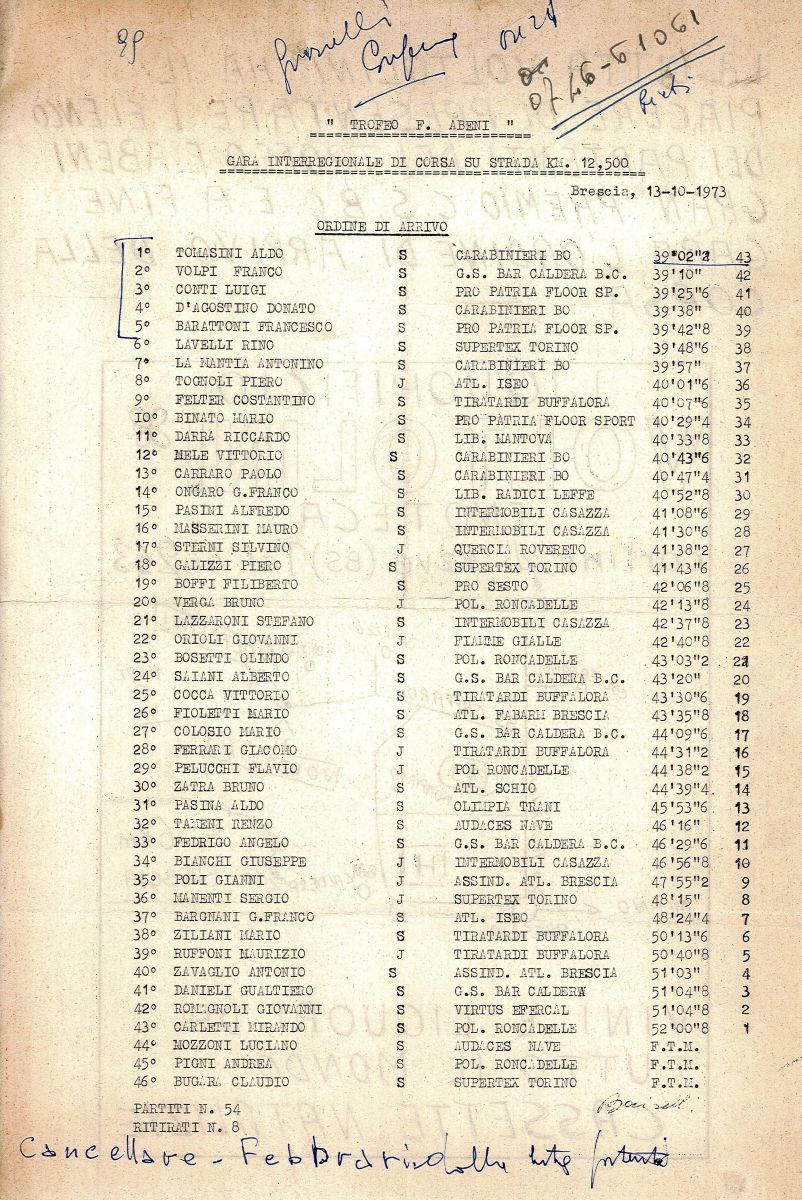 99
ore 21
0746-61061
Rieti
" TROFEO F. ABENI "
GARA INTERREGIONALE DI CORSA SU STRADA KM. 12,500
Brescia, 13-10-1973
ORDINE DI ARRIVO
1° TOMASINI ALDO S CARABINIERI BO 39'02"2 43
2° VOLPI FRANCO S G.S. BAR CALDERA B.C. 39'10" 42
3° CONTI LUIGI S PRO PATRIA FLOOR SP. 39'25"6 41
4° D'AGOSTINO DONATO S CARABINIERI BO 39'38" 40
5° BARATTONI FRANCESCO S PRO PATRIA FLOOR SP. 39'42"8 39
6° LAVELLI RINO S SUPERTEX TORINO 39'48"6 38
7° LA MANTIA ANTONINO S CARABINIERI BO 39'57" 37
8° TOGNOLI PIERO J ATL. ISEO 40'01"6 36
9° FELTER COSTANTINO S TIRATARDI BUFFALORA 40'07"6 35
10° BINATO MARIO S PRO PATRIA FLOOR SPORT 40'29"4 34
11° DARRA RICCARDO S LIB. MANTOVA 40'33"8 33
12° MELE VITTORIO S CARABINIERI BO 40'43"6 32
13° CARRARO PAOLO S CARABINIERI BO 40'47"4 31
14° ONGARO G.FRANCO S LIB. RADICI LEFFE 40'52"8 30
15° PASINI ALFREDO S INTERMOBILI CASAZZA 41'08"6 29
16° MASSERINI MAURO S INTERMOBILI CASAZZA 41'30"6 28
17° STERNI SILVINO J QUERCIA ROVERETO 41'38"2 27
18° GALIZZI PIERO S SUPERTEX TORINO 41'43"6 26
19° BOFFI FILIBERTO S PRO SESTO 42'06"8 25
20° VERGA BRUNO J POL. RONCADELLE 42'13"8 24
21° LAZZARONI STEFANO S INTERMOBILI CASAZZA 42'37"8 23
22° ORIOLI GIOVANNI J FIAMME GIALLE 42'40"8 22
23° BOSETTI OLINDO S POL. RONCADELLE 43'03"2 21
24° SAIANI ALBERTO S G.S. BAR CALDERA B.C. 43'20" 20
25° COCCA VITTORIO S TIRATARDI BUFFALORA 43'30"6 19
26° FIOLETTI MARIO S ATL. FABARM BRESCIA 43'35"8 18
27° COLOSIO MARIO S G.S. BAR CALDERA B.C. 44'09"6 17
28° FERRARI GIACOMO J TIRATARDI BUFFALORA 44'31"2 16
29° PELUCCHI FLAVIO J POL RONCADELLE 44'38"2 15
30° ZATRA BRUNO S ATL. SCHIO 44'39"4 14
31° PASINA ALDO S OLIMPIA TRANI 45'53"6 13
32° TAMENI RENZO S AUDACES NAVE 46'16" 12
33° FEDRIGO ANGELO S G.S. BAR CALDERA B.C. 46'29"6 11
34° BIANCHI GIUSEPPE J INTERMOBILI CASAZZA 46'56"8 10
35° POLI GIANNI J ASSIND. ATL. BRESCIA 47'55"2 9
36° MANENTI SERGIO J SUPERTEX TORINO 48'15" 8
37° BARGNANI G.FRANCO S ATL. ISEO 48'24"4 7
38° ZILIANI MARIO S TIRATARDI BUFFALORA 50'13"6 6
39° RUFFONI MAURIZIO J TIRATARDI BUFFALORA 50'40"8 5
40° ZAVAGLIO ANTONIO S ASSIND. ATL. BRESCIA 51'03" 4
41° DANIELI GUALTIERO S G.S. BAR CALDERA 51'04"8 3
42° ROMAGNOLI GIOVANNI S VIRTUS EFERCAL 51'04"8 2
43° CARLETTI MIRANDO S POL. RONCADELLE 52'00"8 1
44° MOZZONI LUCIANO S AUDACES NAVE F.T.M.
45° PIGNI ANDREA S POL. RONCADELLE F.T.M.
46° BUGARA CLAUDIO S SUPERTEX TORINO F.T.M.
PARTITI N. 54
RITIRATI N. 8
Cancellare - Febbrari dalla